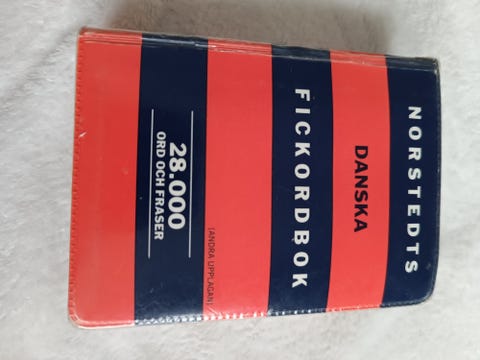 NORSTEDTS
DANSKA
FICKORDBOK
(ANDRA UPPLAGAN)
28.000
ORD OCH FRASER